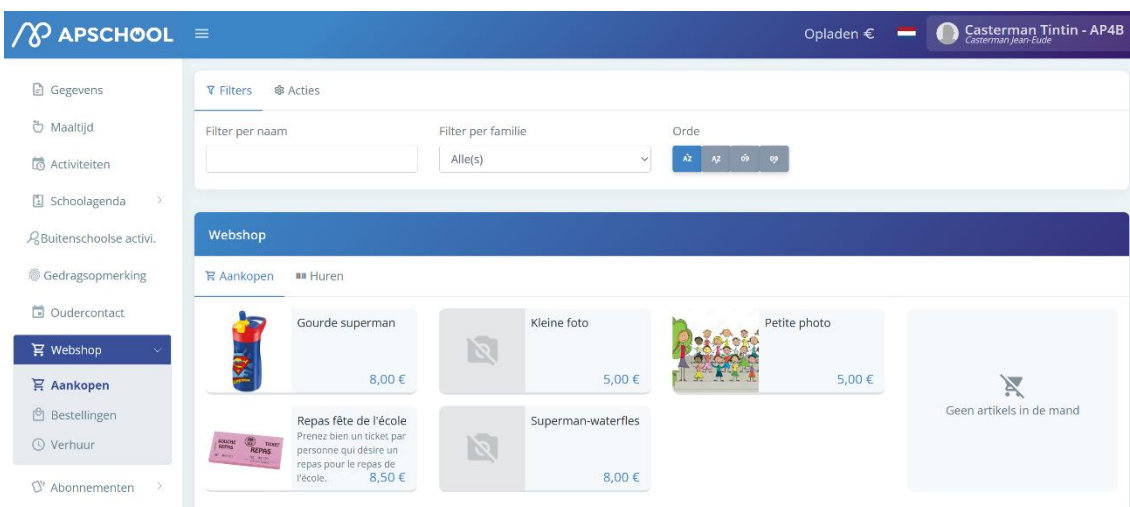 APSCHOOL
Opladen €
Casterman Tintin - AP4B
Casterman Jean-Eude
Gegevens
Maaltijd
Activiteiten
Schoolagenda
Buitenschoolse activi.
Gedragsopmerking
Oudercontact
Webshop
Aankopen
Bestellingen
Verhuur
Abonnementen
Filters
Acties
Filter per naam
Filter per familie
Orde
Alle(s)
Webshop
Aankopen
Huren
Gourde superman
8,00 €
Kleine foto
5,00 €
Petite photo
5,00 €
Repas fête de l'école
Prenez bien un ticket par
personne qui désire un
repas pour le repas de
l'école.
8,50 €
TICKET
REPAS
Superman-waterfles
8,00 €
Geen artikels in de mand